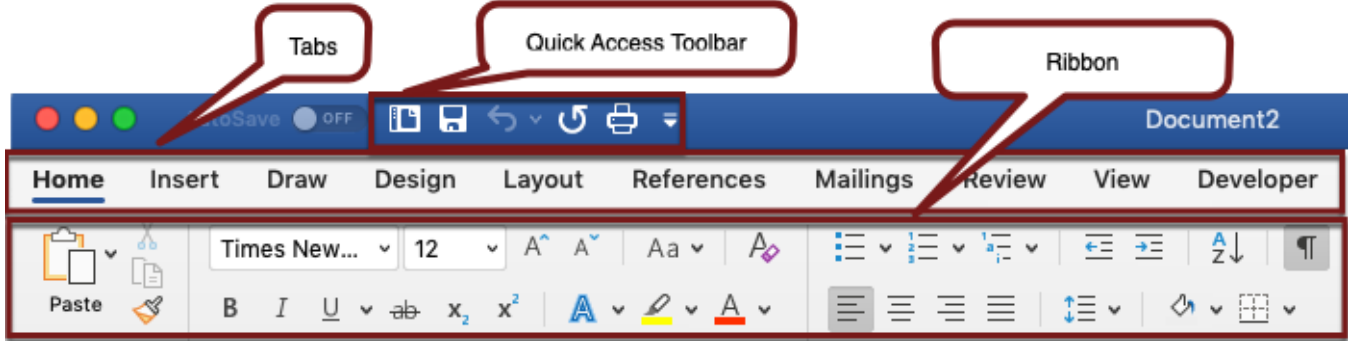 Tabs
Quick Access Toolbar
Ribbon
AutoSave OFF
Document2
Home Insert Draw Design Layout References Mailings Review View Developer
Times New... 12 A A Aa A A Z
Paste B I U ab x2 x2 A A